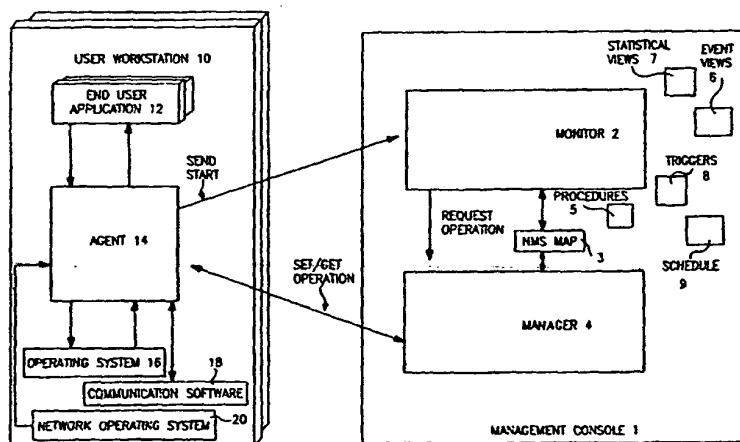 USER WORKSTATION 10
END USER
APPLICATION 12
SEND
START
AGENT 14
SET/GET
OPERATION
OPERATING SYSTEM 16
18
COMMUNICATION SOFTWARE
NETWORK OPERATING SYSTEM
20
STATISTICAL
VIEWS 7
EVENT
VIEWS
6
MONITOR 2
TRIGGERS
8
PROCEDURES
5
REQUEST
OPERATION
NMS MAP
3
SCHEDULE
9
MANAGER 4
MANAGEMENT CONSOLE 1